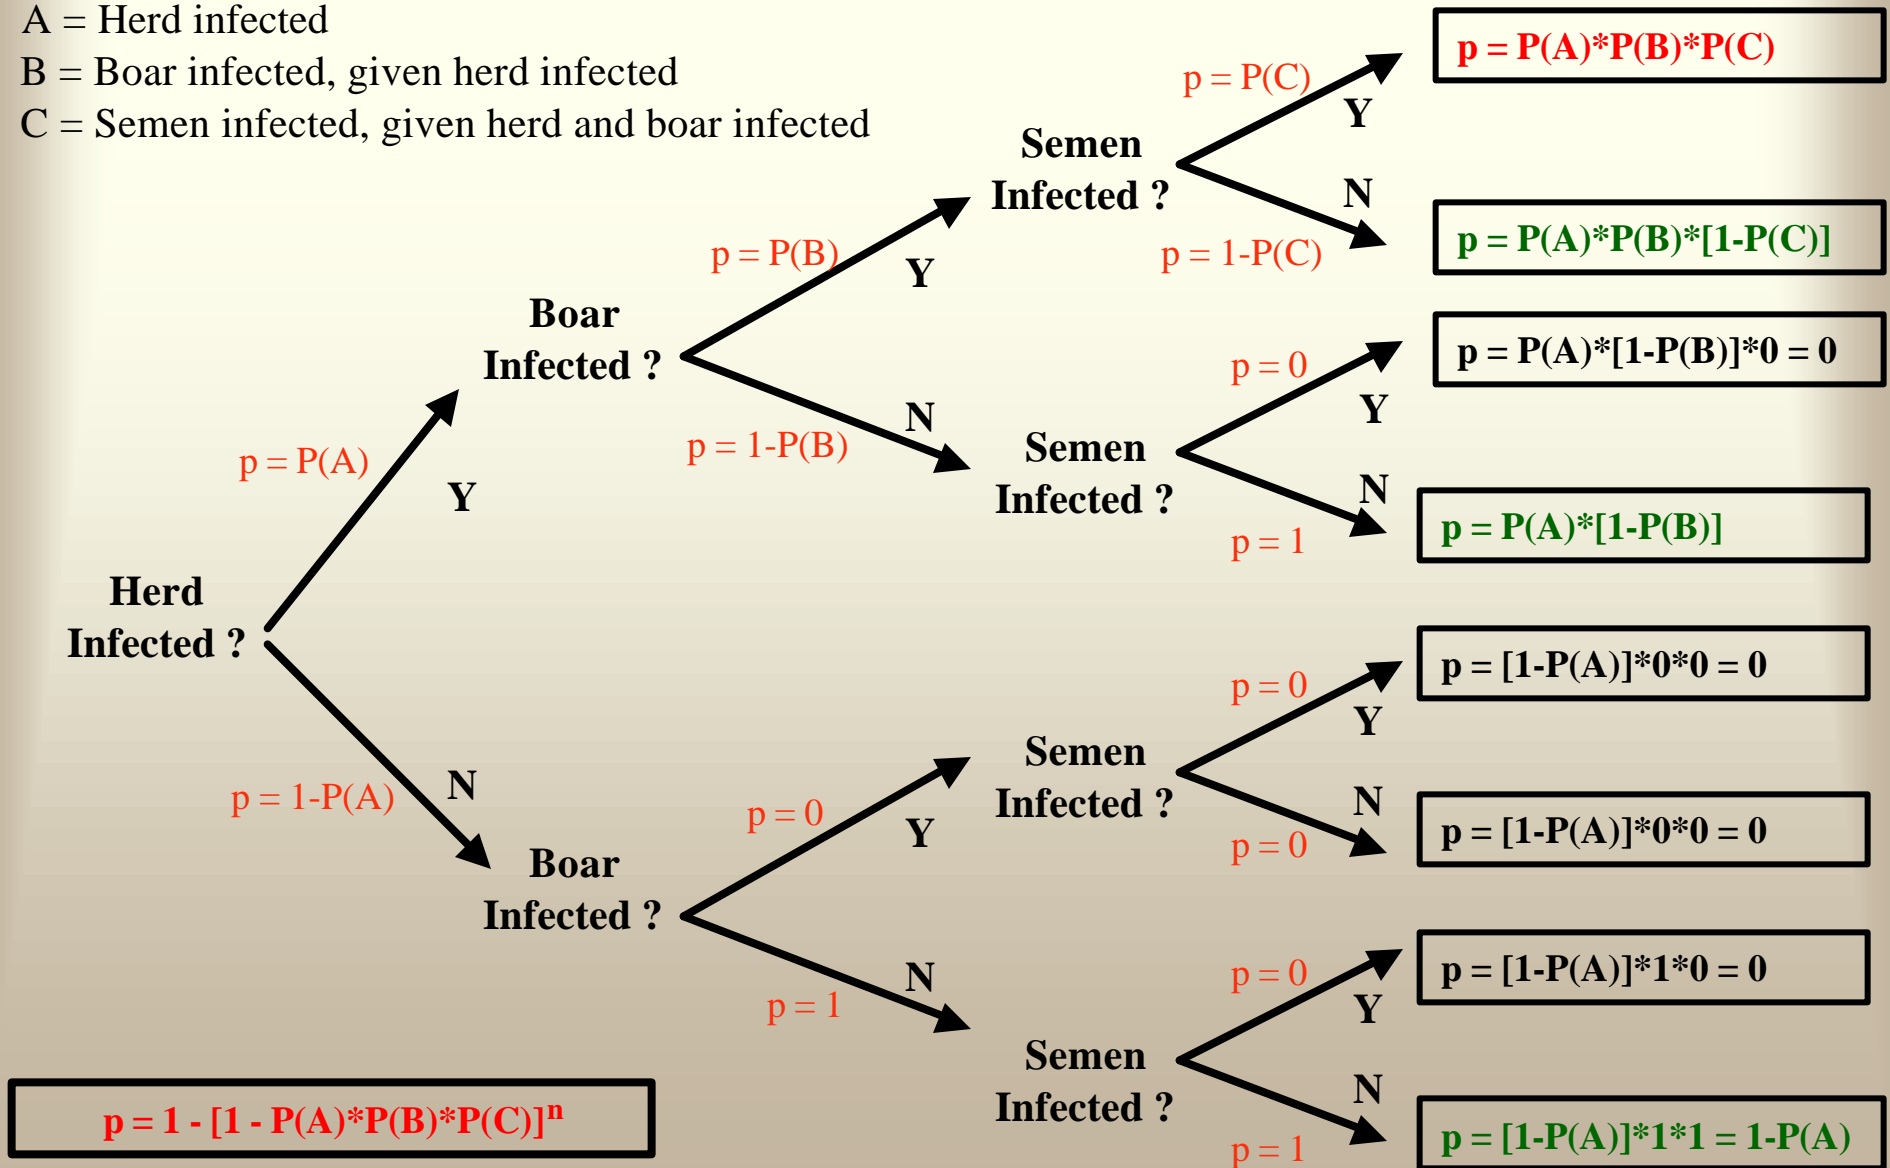 A = Herd infected
B = Boar infected, given herd infected
C = Semen infected, given herd and boar infected
p = P(A)*P(B)*P(C)
p = P(C)
Y
Semen
Infected ?
N
p = 1-P(C)
p = P(A)*P(B)*[1-P(C)]
p = P(B)
Y
Boar
Infected ?
p = P(A)*[1-P(B)]*0 = 0
p = 0
Y
N
p = 1-P(B)
Semen
Infected ?
N
p = 1
p = P(A)*[1-P(B)]
p = P(A)
Y
Herd
Infected ?
p = [1-P(A)]*0*0 = 0
p = 0
Y
Semen
Infected ?
N
p = 0
p = [1-P(A)]*0*0 = 0
N
p = 1-P(A)
p = 0
Y
Boar
Infected ?
N
p = 1
p = [1-P(A)]*1*0 = 0
p = 0
Y
Semen
Infected ?
N
p = 1
p = [1-P(A)]*1*1 = 1-P(A)
p = 1 - [1 - P(A)*P(B)*P(C)]ⁿ